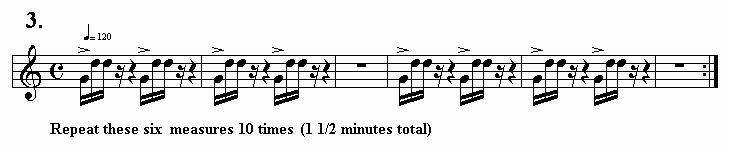 3.
♩=120
Repeat these six measures 10 times (1 1/2 minutes total)